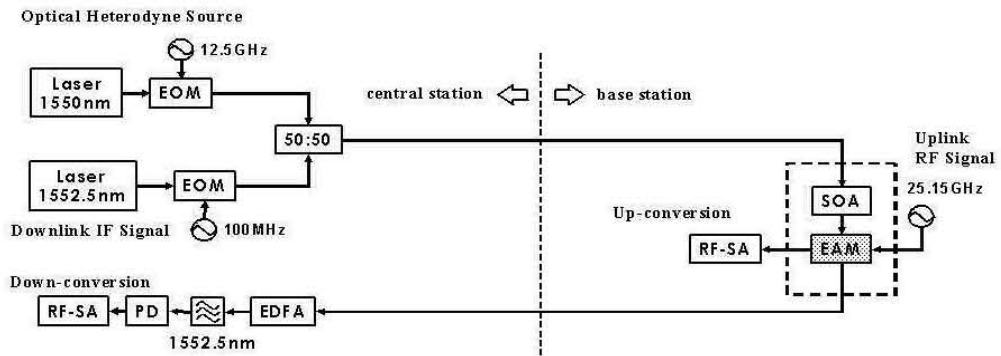 Optical Heterodyne Source
12.5GHz
Laser
1550nm
EOM
central station
base station
50:50
Uplink
RF Signal
25.15GHz
Laser
1552.5nm
EOM
SOA
Up-conversion
Downlink IF Signal
100MHz
RF-SA
EAM
Down-conversion
RF-SA
PD
EDFA
1552.5nm